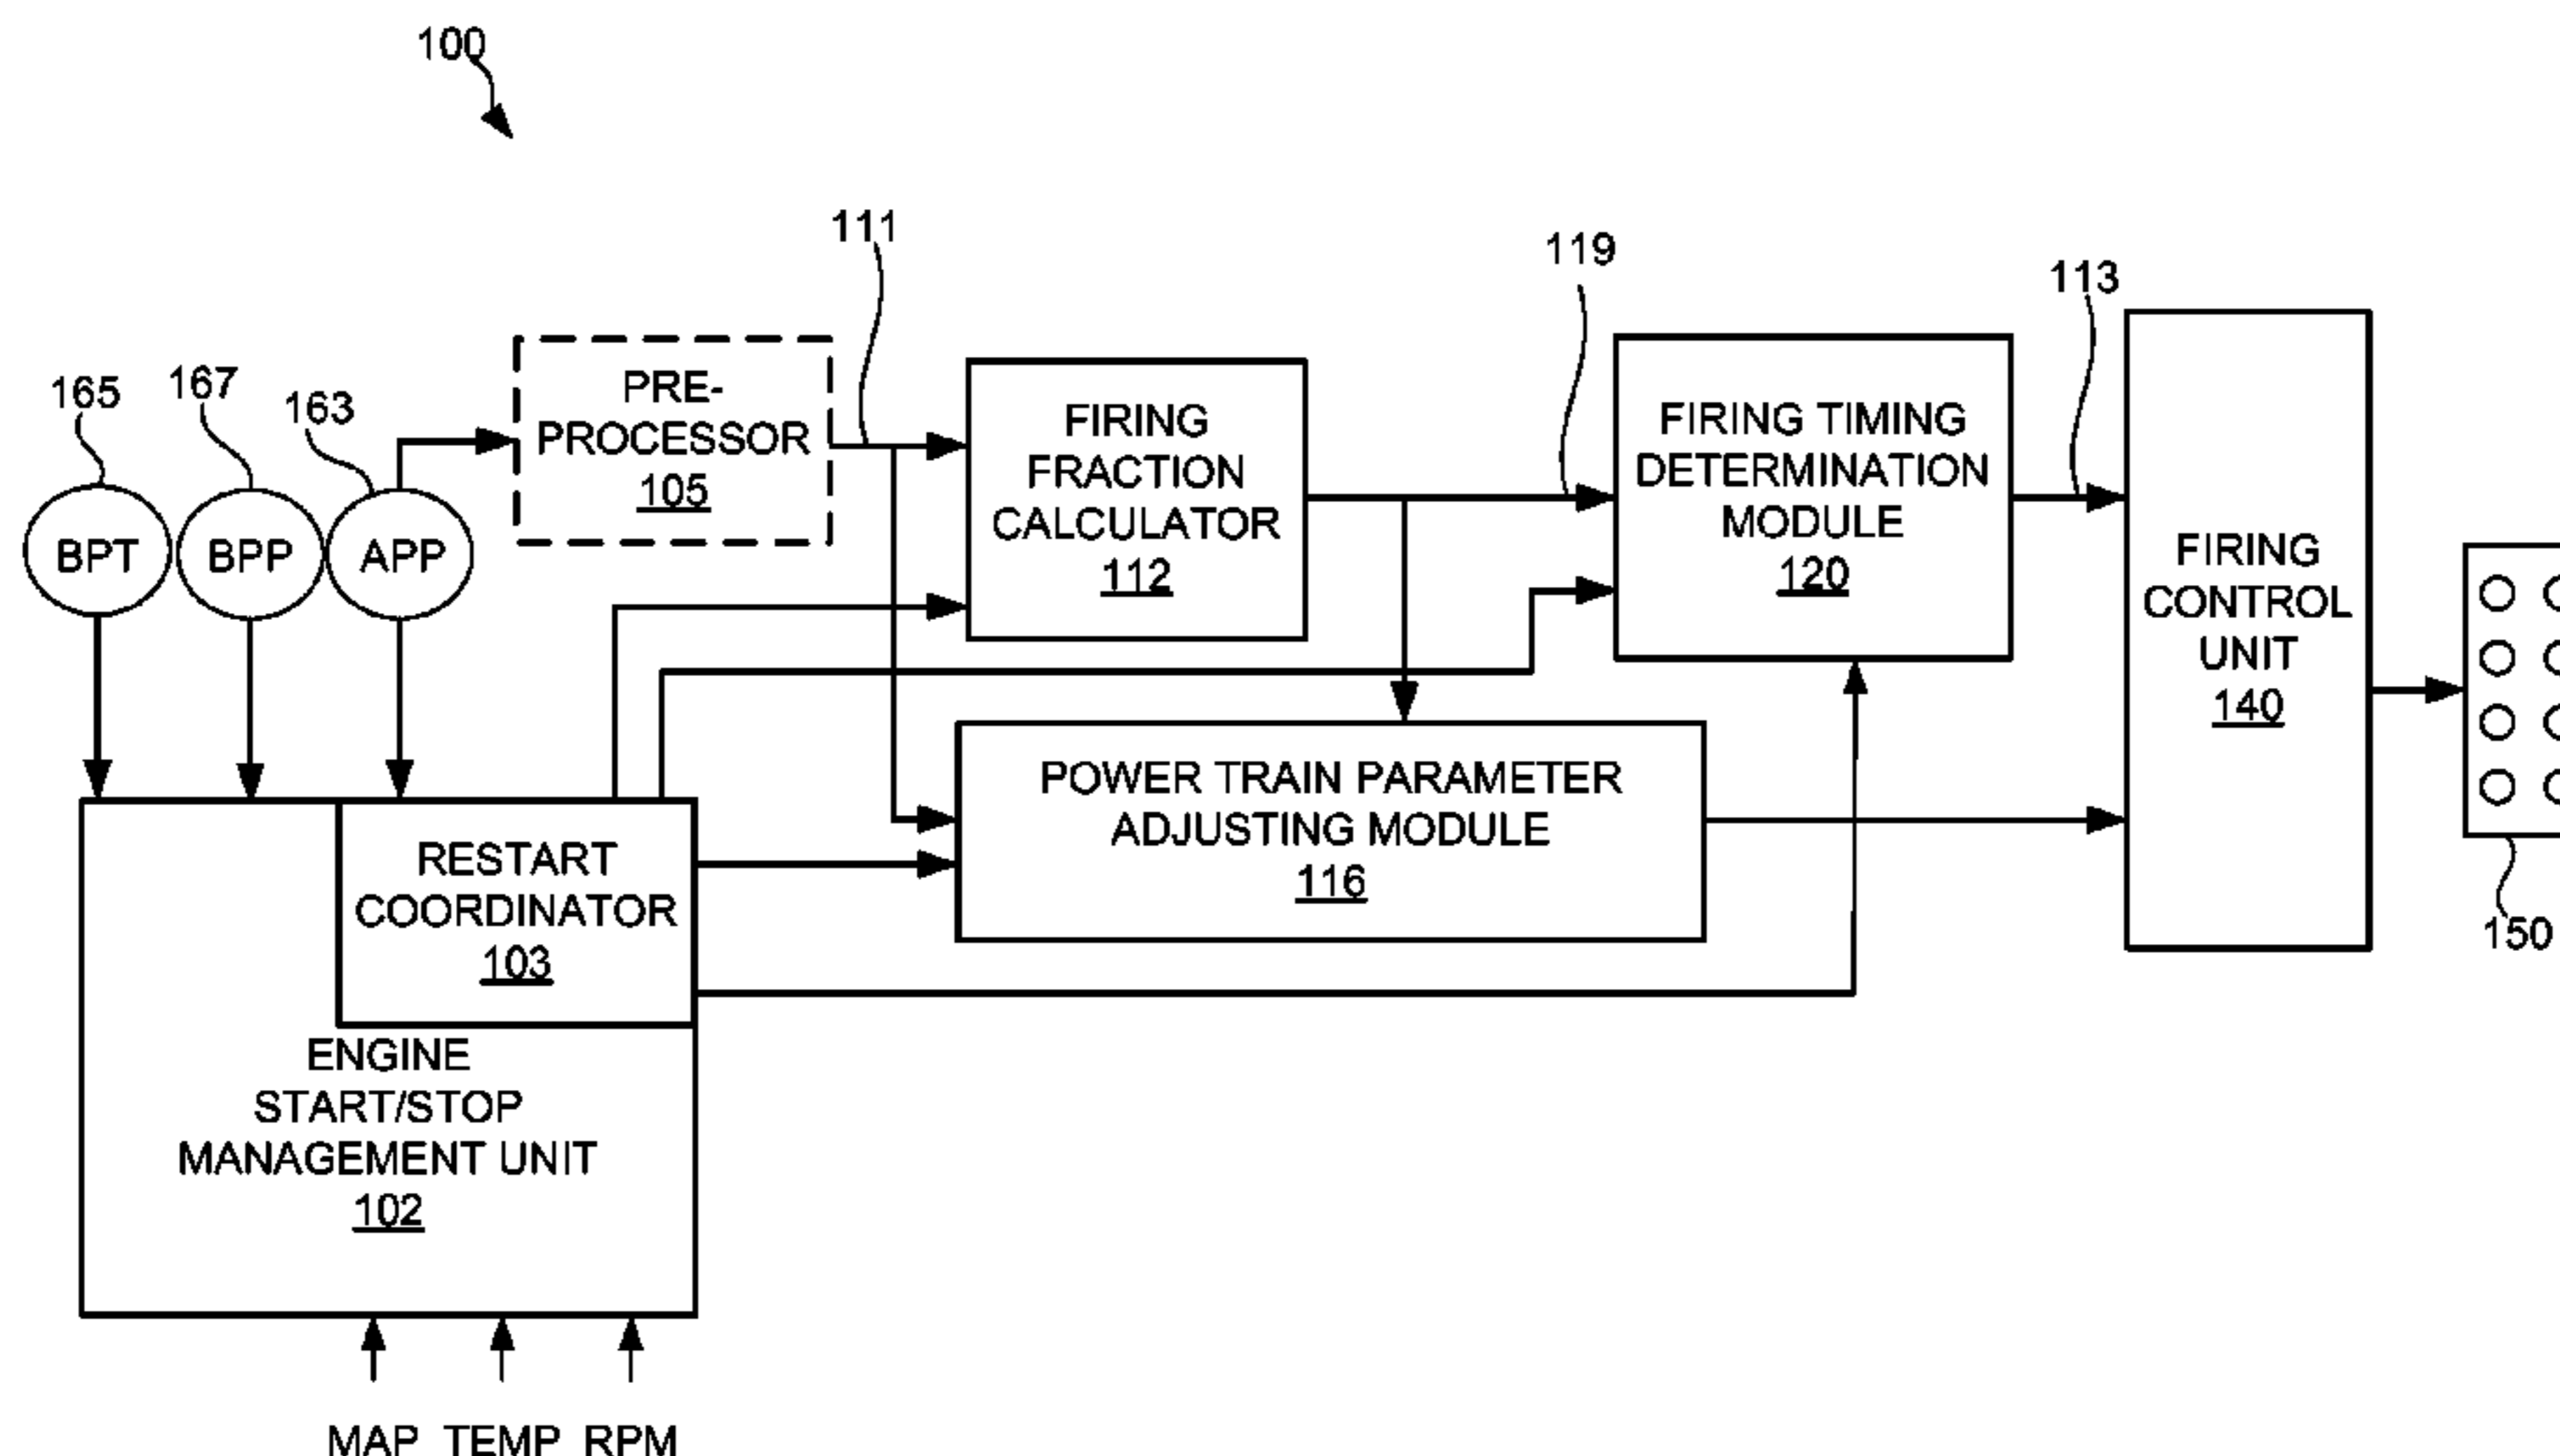 100
111
119
113
165
167
163
PRE-
PROCESSOR
105
BPT
BPP
APP
FIRING
FRACTION
CALCULATOR
112
FIRING TIMING
DETERMINATION
MODULE
120
FIRING
CONTROL
UNIT
140
150
POWER TRAIN PARAMETER
ADJUSTING MODULE
116
RESTART
COORDINATOR
103
ENGINE
START/STOP
MANAGEMENT UNIT
102
MAP TEMP RPM